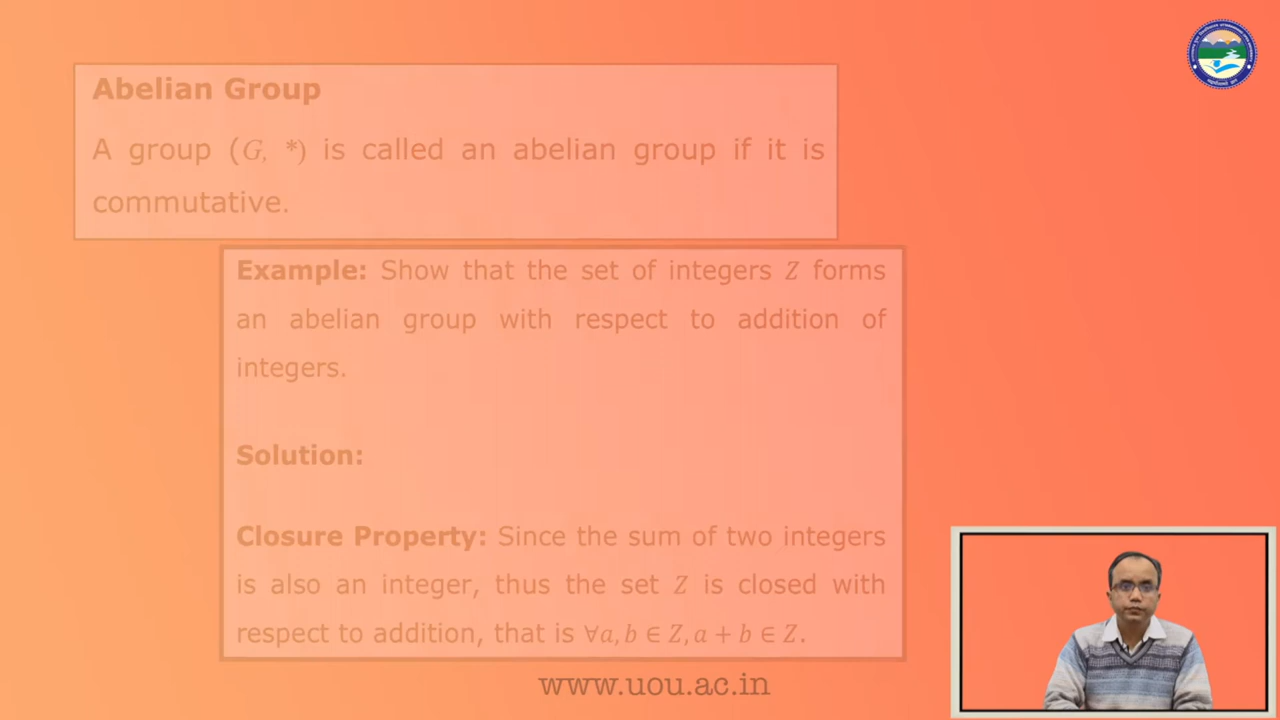 Abelian Group
A group (G, *) is called an abelian group if it is
commutative.
Example: Show that the set of integers Z forms
an abelian group with respect to addition of
integers.
Solution:
Closure Property: Since the sum of two integers
is also an integer, thus the set Z is closed with
respect to addition, that is ∀a, b ∈ Z, a + b ∈ Z.
www.uou.ac.in